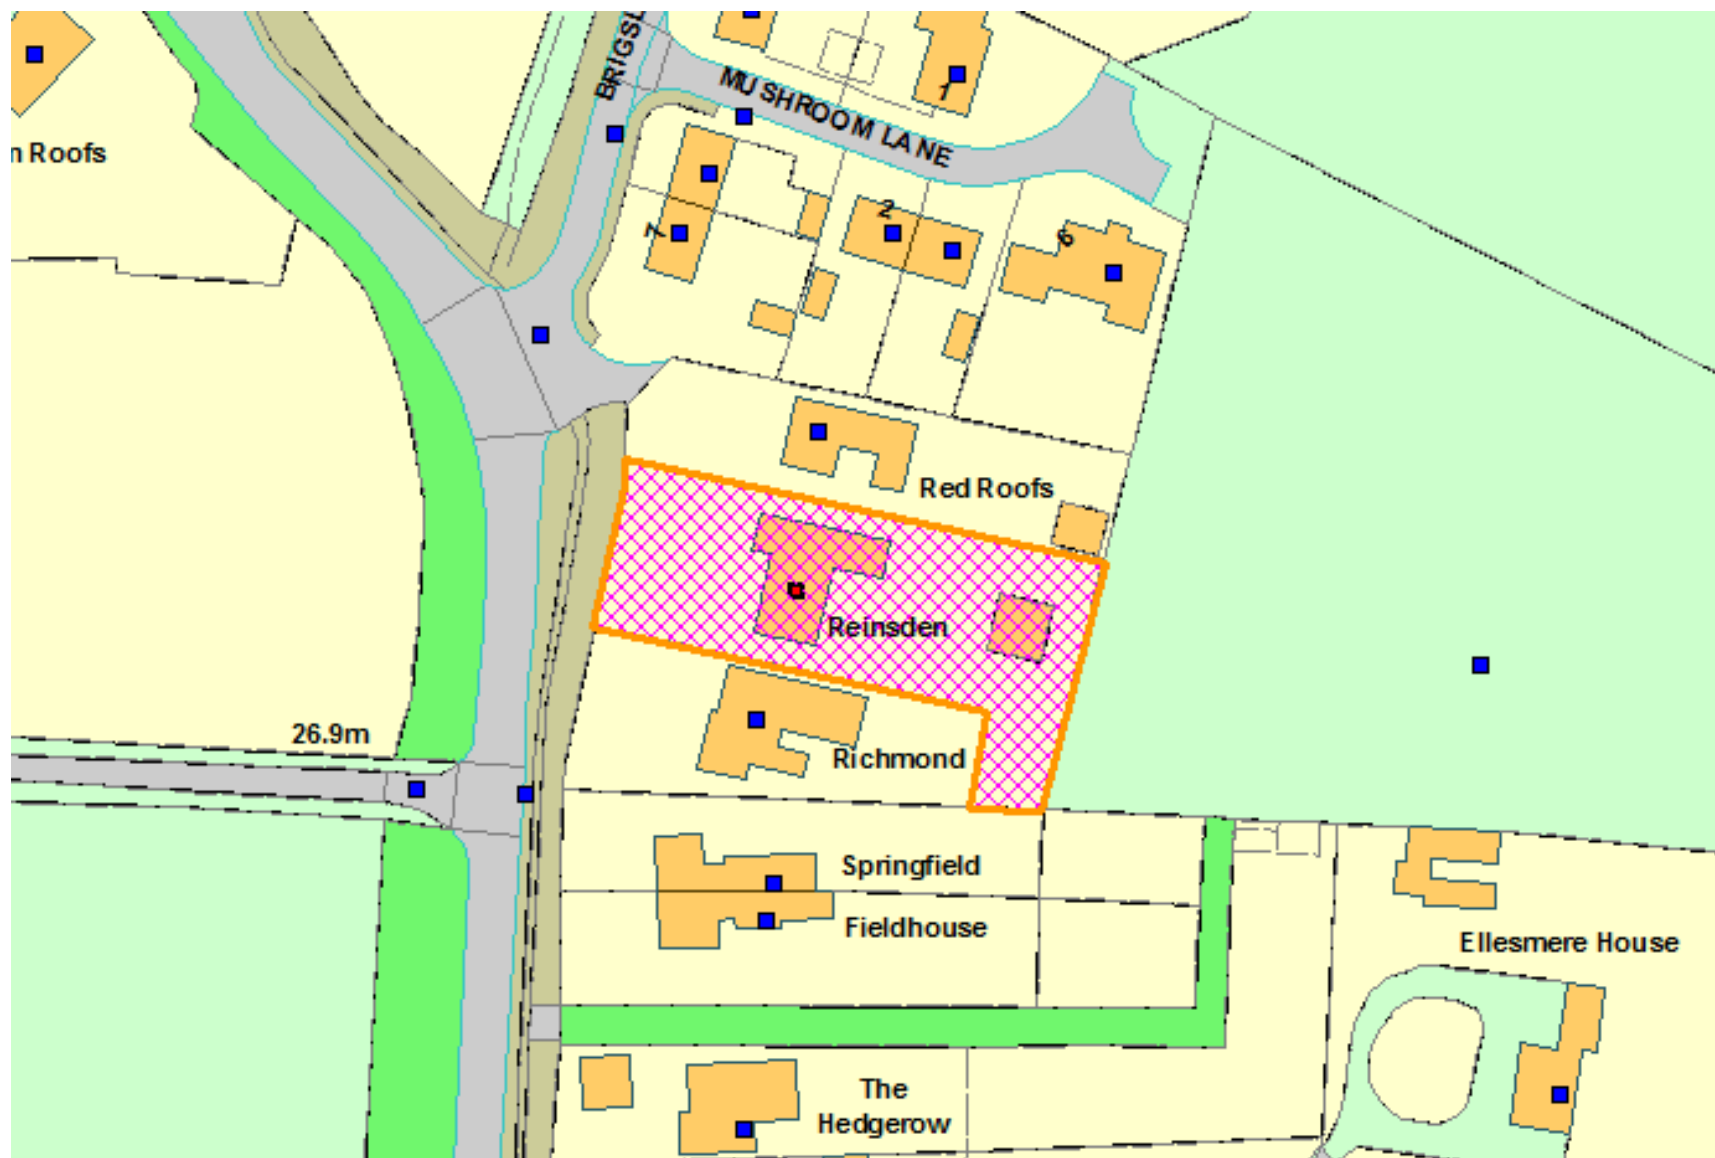 BRIGSL
MUSHROOM LANE
1
n Roofs
7
2
6
Red Roofs
Reinsden
26.9m
Richmond
Springfield
Fieldhouse
Ellesmere House
The
Hedgerow